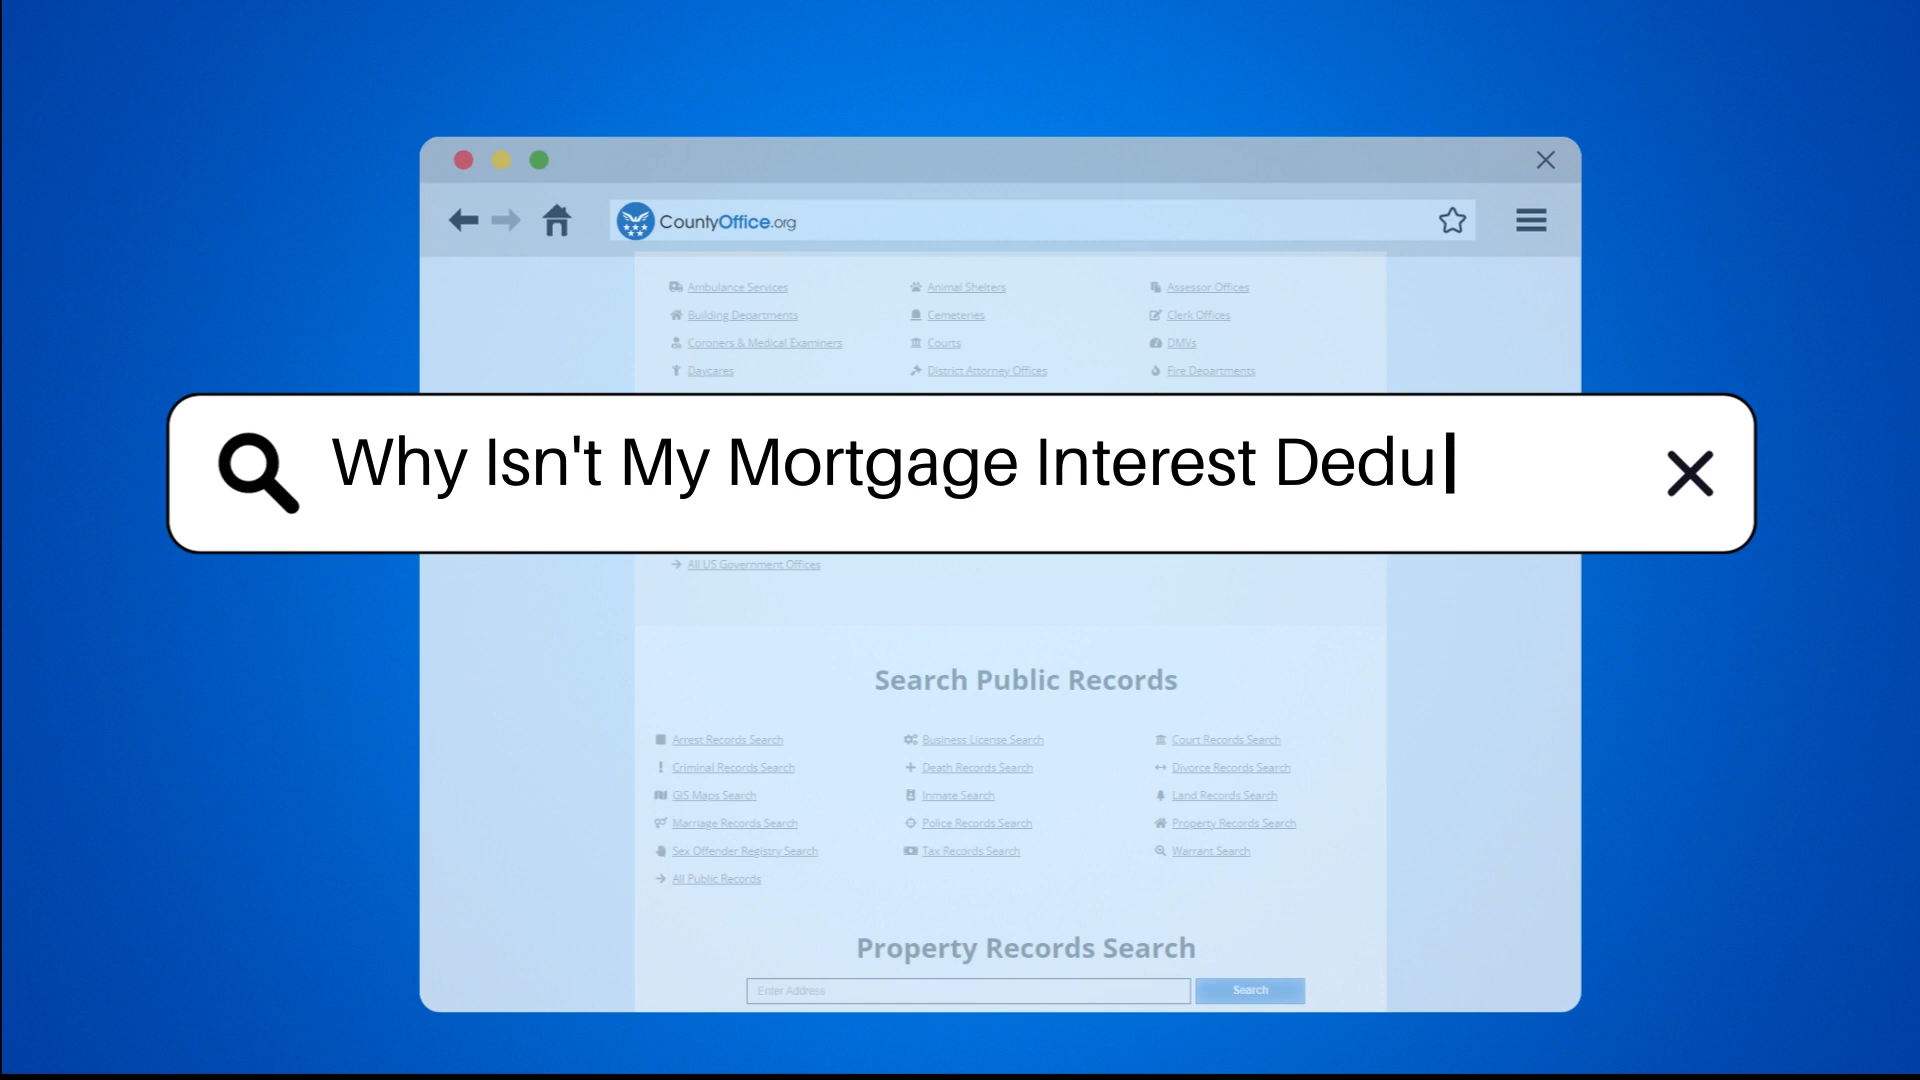 CountyOffice.org
Ambulance Services Animal Shelters Assessor Offices
Building Departments Cemeteries Clerk Offices
Coroners & Medical Examiners Courts DMVs
Daycares District Attorney Offices Fire Departments
Why Isn't My Mortgage Interest Dedu
All US Government Offices
Search Public Records
Arrest Records Search Business License Search Court Records Search
Criminal Records Search Death Records Search Divorce Records Search
GIS Maps Search Inmate Search Land Records Search
Marriage Records Search Police Records Search Property Records Search
Sex Offender Registry Search Tax Records Search Warrant Search
All Public Records
Property Records Search
Enter Address Search